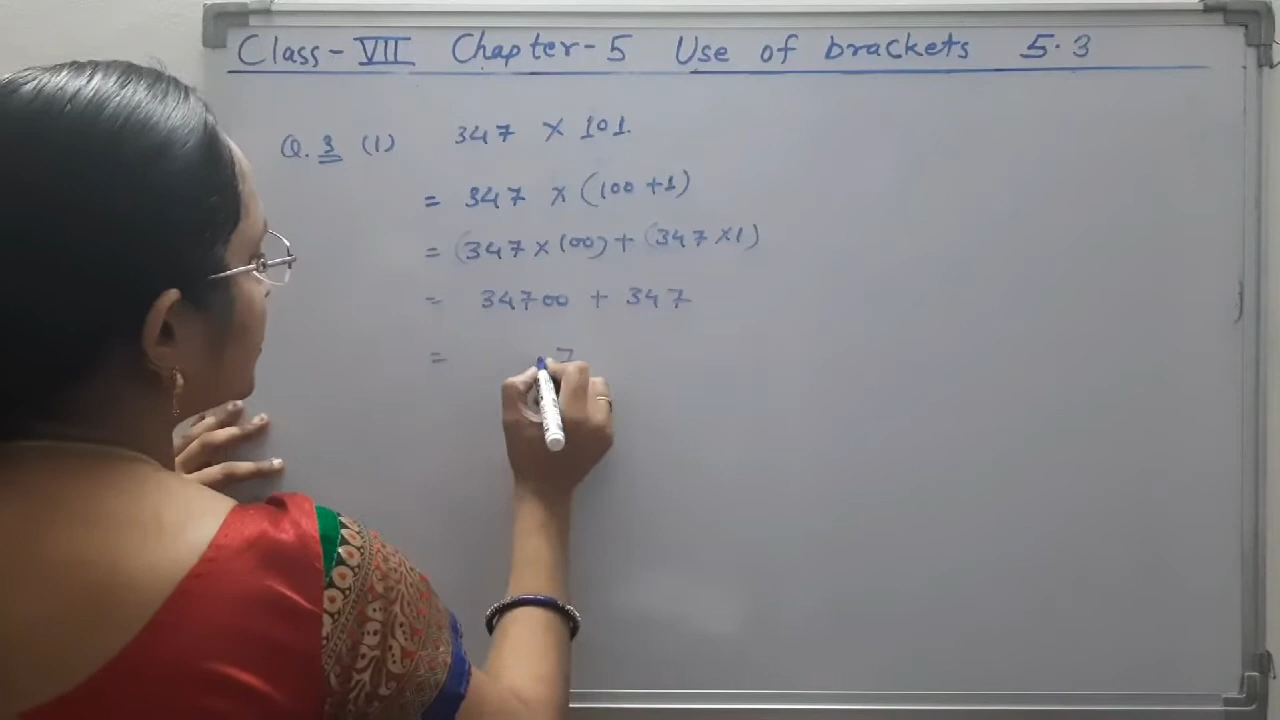 Class-VII Chapter-5 Use of brackets 5.3
Q. 3 (1) 347 × 101.
= 347 × (100 + 1)
= (347 × 100) + (347 × 1)
= 34700 + 347
= 7